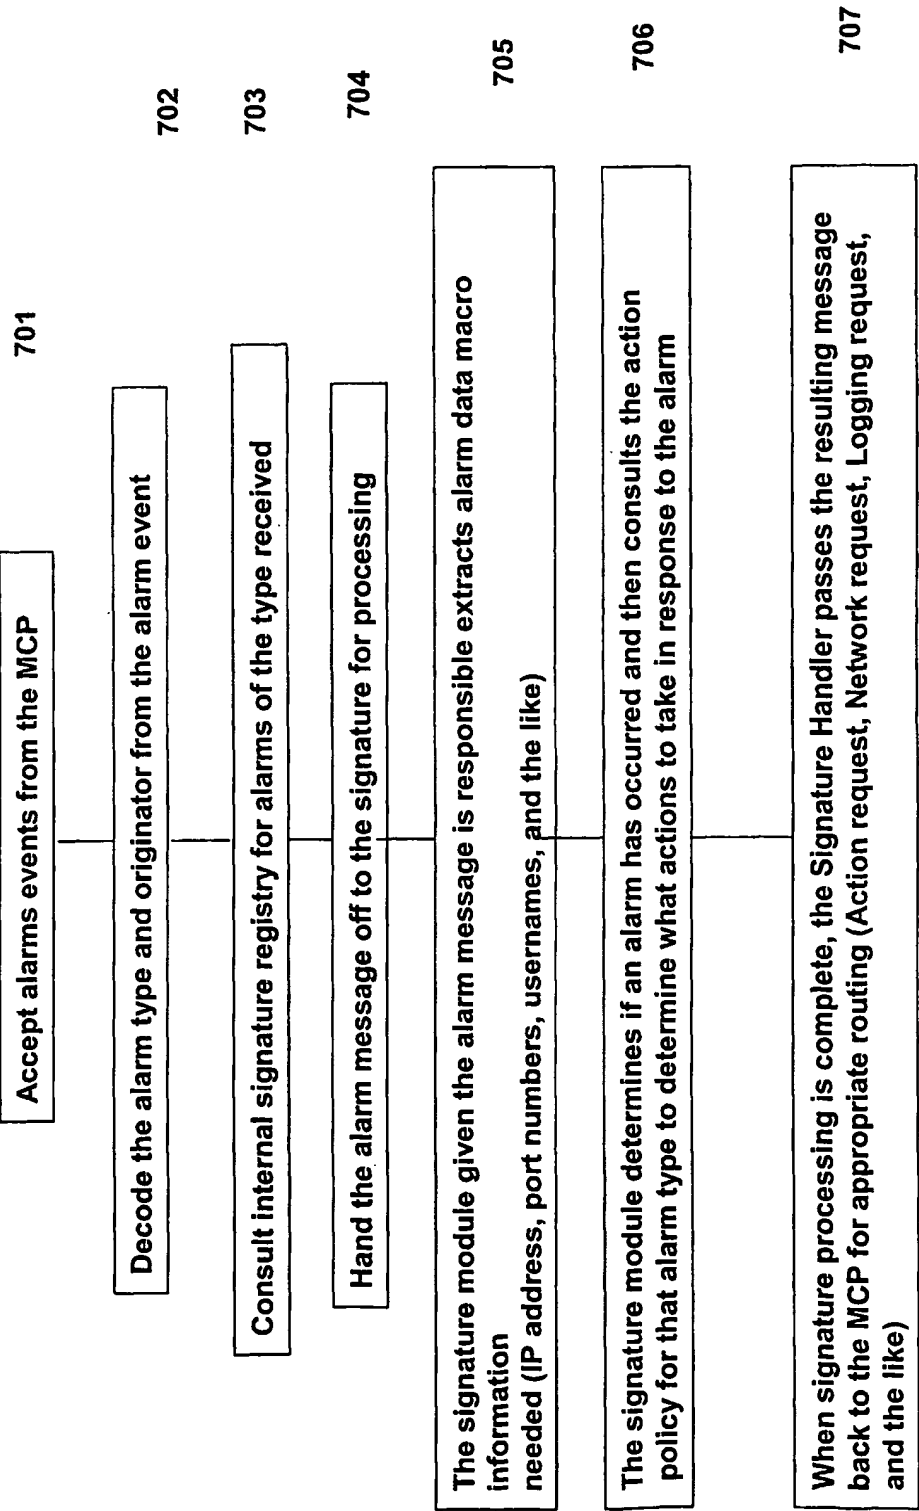 Accept alarms events from the MCP
701
Decode the alarm type and originator from the alarm event
702
Consult internal signature registry for alarms of the type received
703
Hand the alarm message off to the signature for processing
704
The signature module given the alarm message is responsible extracts alarm data macro
information
needed (IP address, port numbers, usernames, and the like)
705
The signature module determines if an alarm has occurred and then consults the action
policy for that alarm type to determine what actions to take in response to the alarm
706
When signature processing is complete, the Signature Handler passes the resulting message
back to the MCP for appropriate routing (Action request, Network request, Logging request,
and the like)
707